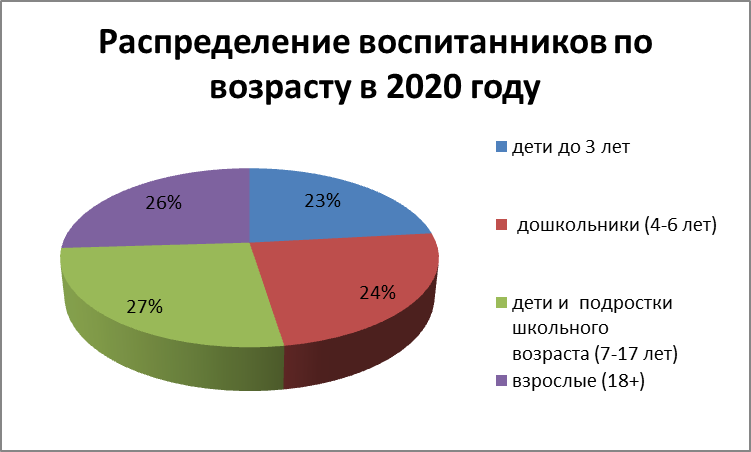 Распределение воспитанников по
возрасту в 2020 году
23%
24%
27%
26%
дети до 3 лет
дошкольники (4-6 лет)
дети и подростки
школьного
возраста (7-17 лет)
взрослые (18+)